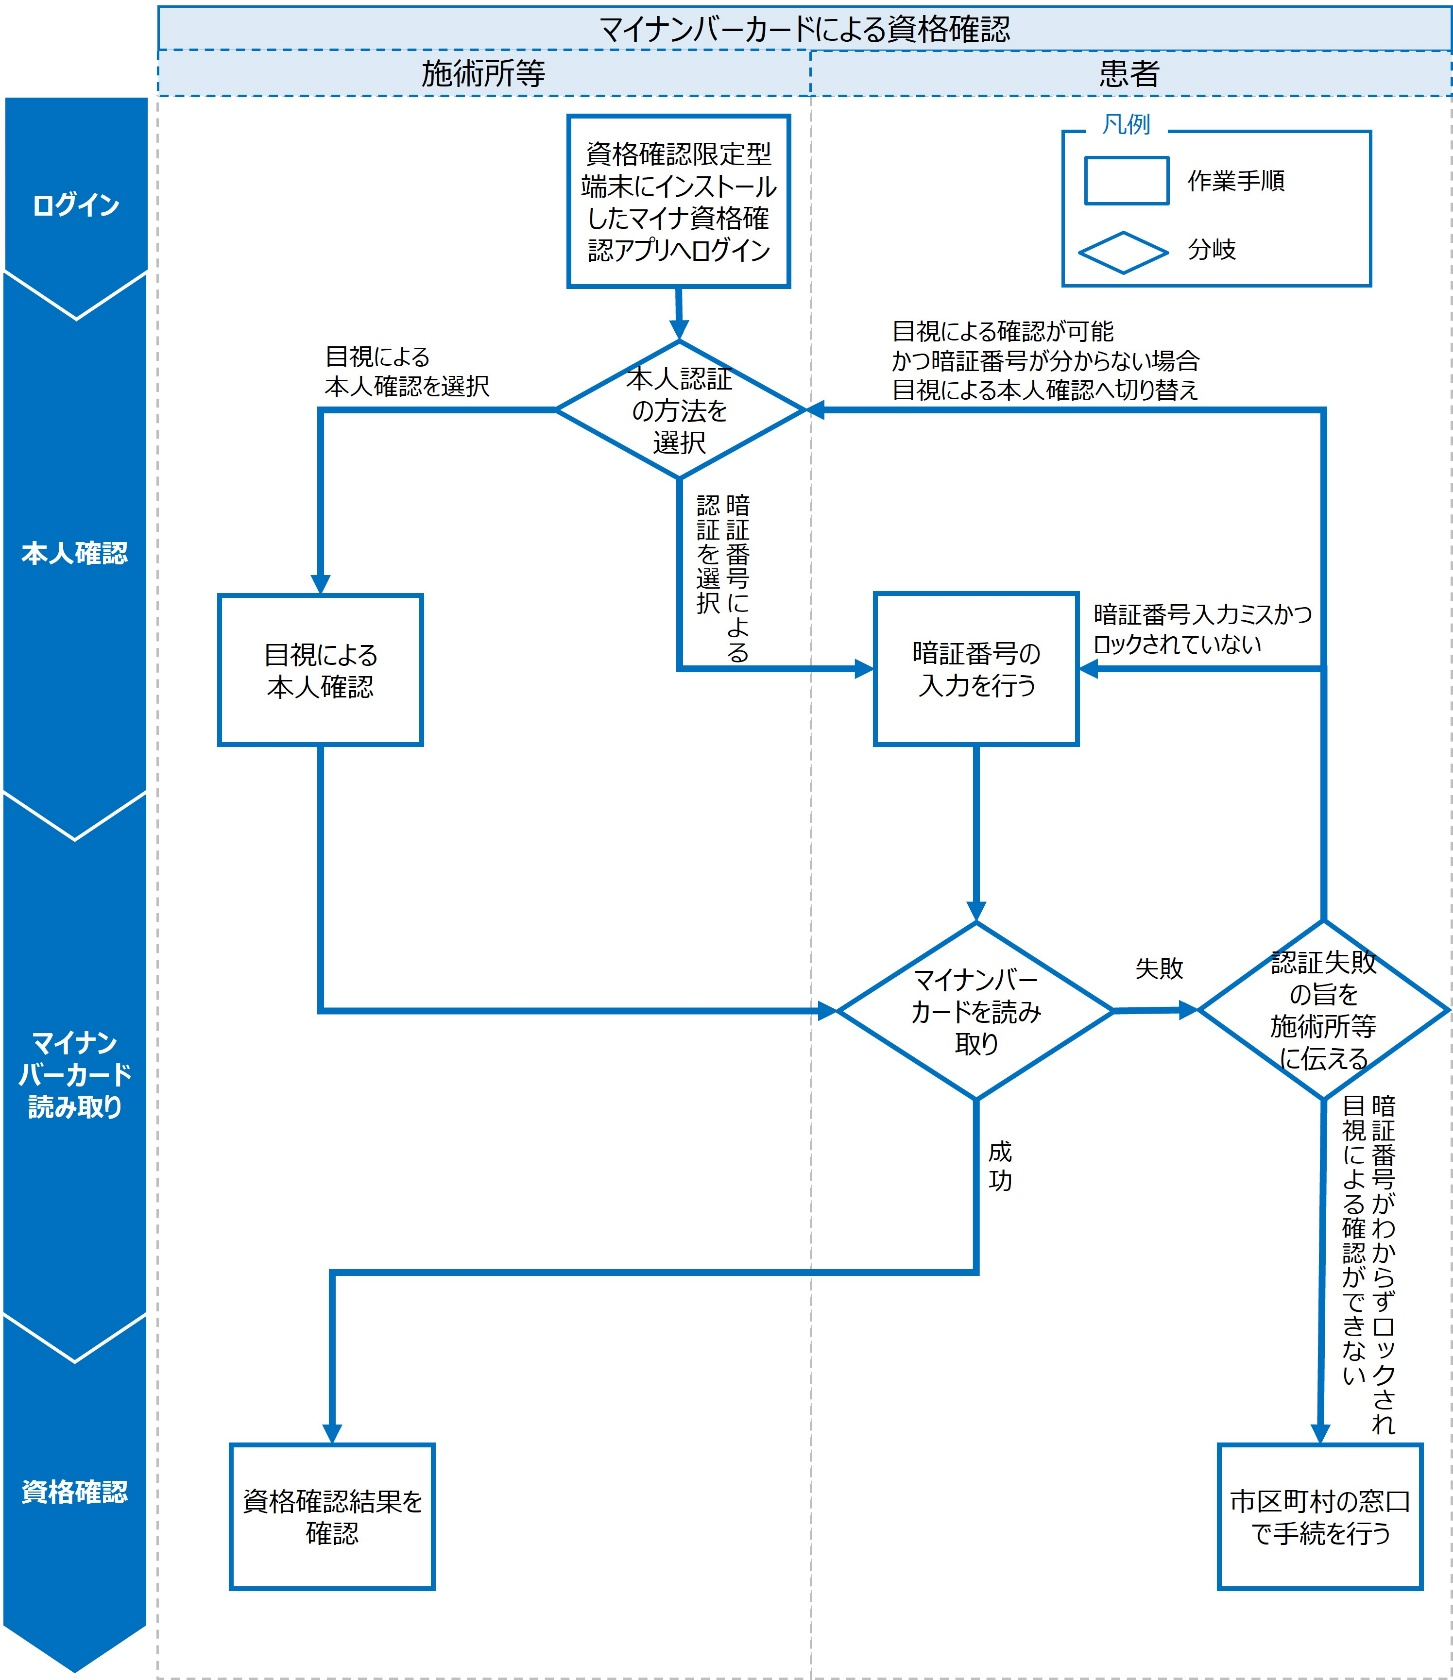 マイナンバーカードによる資格確認
施術所等
患者
ログイン
資格確認限定型
端末にインストール
したマイナ資格確
認アプリへログイン
凡例
作業手順
分岐
本人確認
本人認証
の方法を
選択
目視による
本人確認を選択
目視による確認が可能
かつ暗証番号が分からない場合
目視による本人確認へ切り替え
暗証番号による
認証を選択
目視による
本人確認
暗証番号の
入力を行う
暗証番号入力ミスかつ
ロックされていない
マイナン
バーカード
読み取り
マイナンバー
カードを読み
取り
失敗
認証失敗
の旨を
施術所等
に伝える
成功
暗証番号がわからずロックされ
目視による確認ができない
資格確認
資格確認結果を
確認
市区町村の窓口
で手続を行う